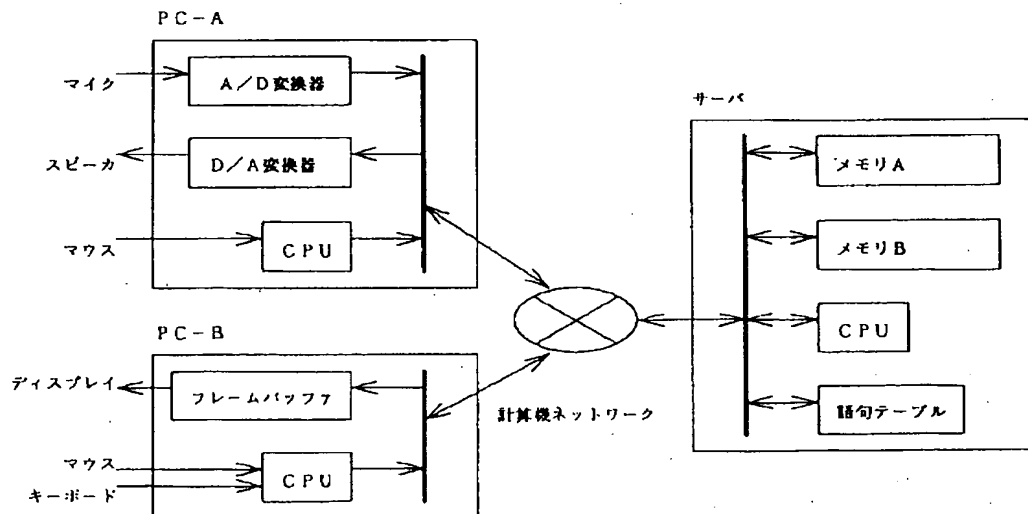 PC-A
マイク
A/D変換器
スピーカ
D/A変換器
マウス
CPU
PC-B
ディスプレイ
フレームバッファ
マウス
キーボード
CPU
計算機ネットワーク
サーバ
メモリA
メモリB
CPU
語句テーブル